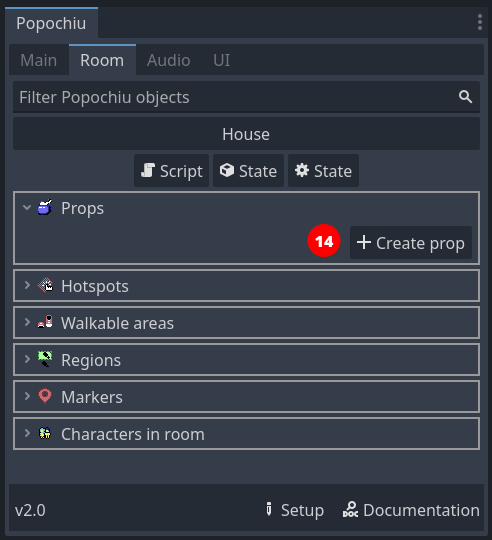 Popochiu
Main Room Audio UI
Filter Popochiu objects
House
Script State State
Props
14 Create prop
Hotspots
Walkable areas
Regions
Markers
Characters in room
v2.0 Setup Documentation